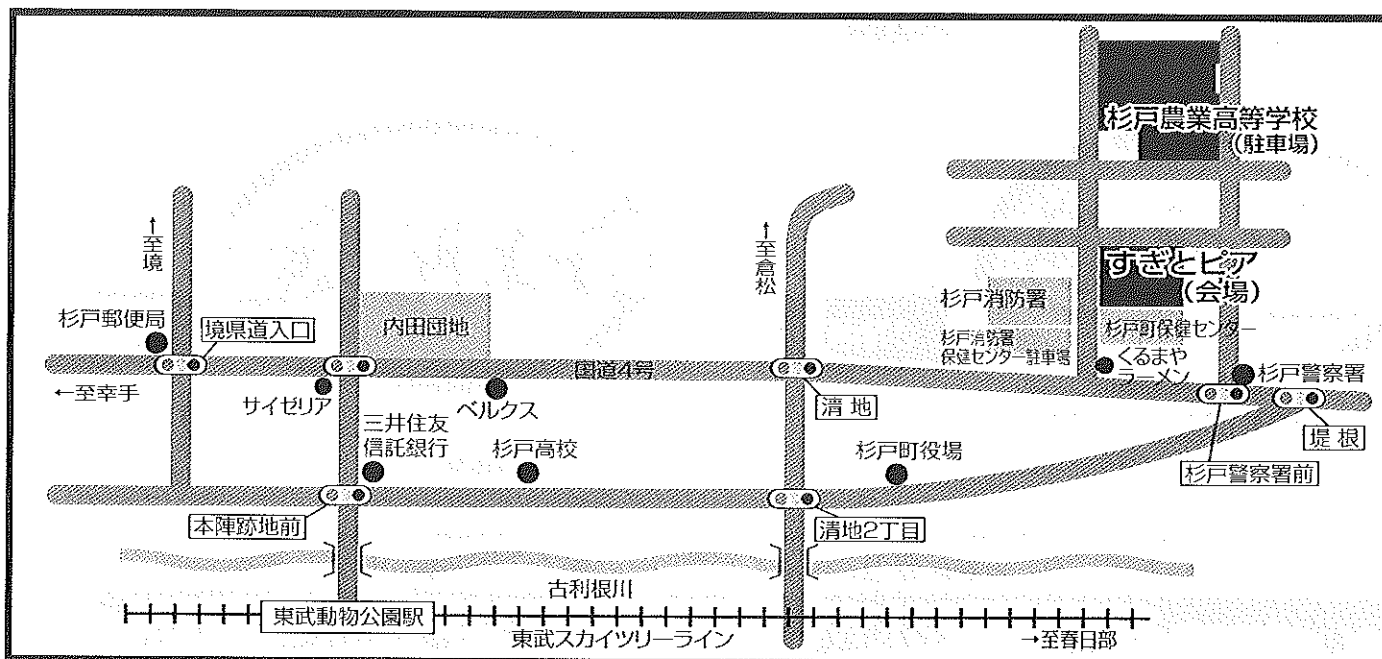 杉戸農業高等学校
(駐車場)
↑至境
↑至倉松
すぎとピア
(会場)
杉戸消防署
杉戸郵便局
境県道入口
内田団地
杉戸消防署
保健センター駐車場
杉戸町保健センター
くるまや
ラーメン
国道4号
杉戸警察署
←至幸手
サイゼリア
ベルクス
清地
堤根
三井住友
信託銀行
杉戸高校
杉戸町役場
杉戸警察署前
本陣跡地前
清地2丁目
古利根川
東武動物公園駅
東武スカイツリーライン
→至春日部